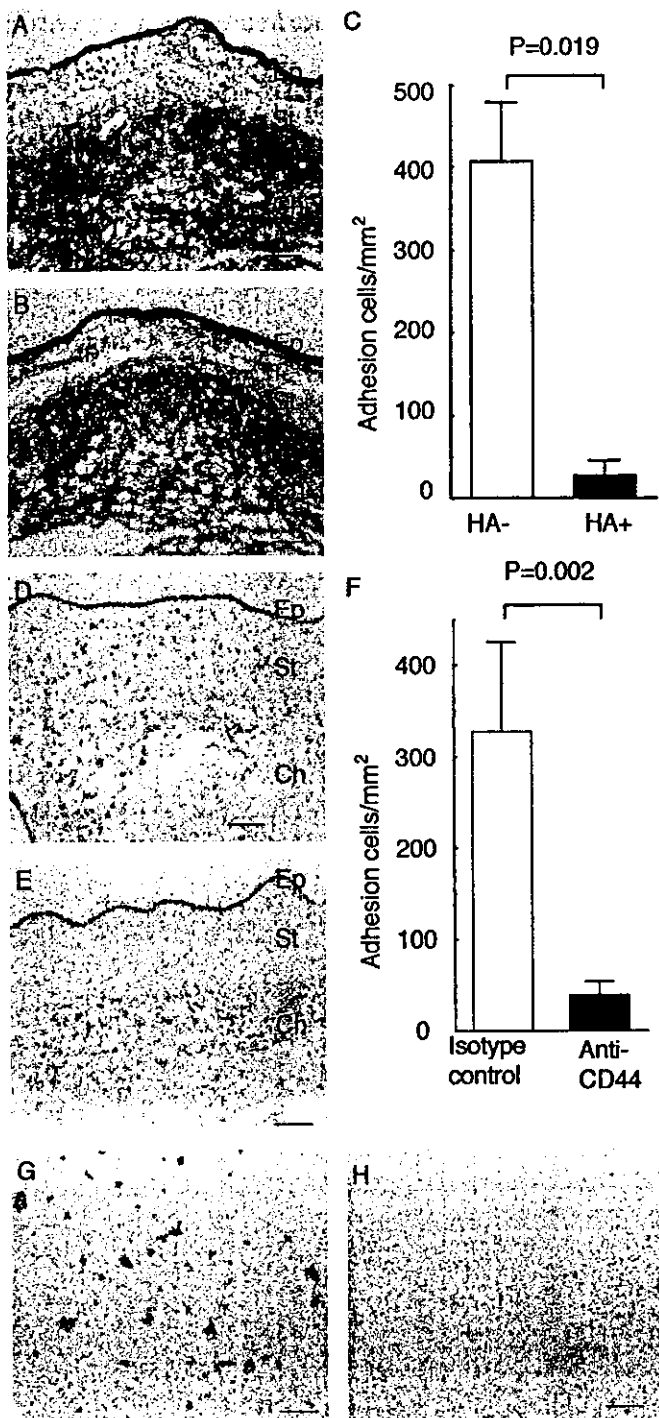 A
Ep
C
P=0.019
500
400
300
200
100
0
Adhesion cells/mm²
HA-
HA+
B
Ep
D
Ep
St
Ch
F
P=0.002
400
300
200
100
0
Adhesion cells/mm²
Isotype
control
Anti-
CD44
E
Ep
St
Ch
G
H